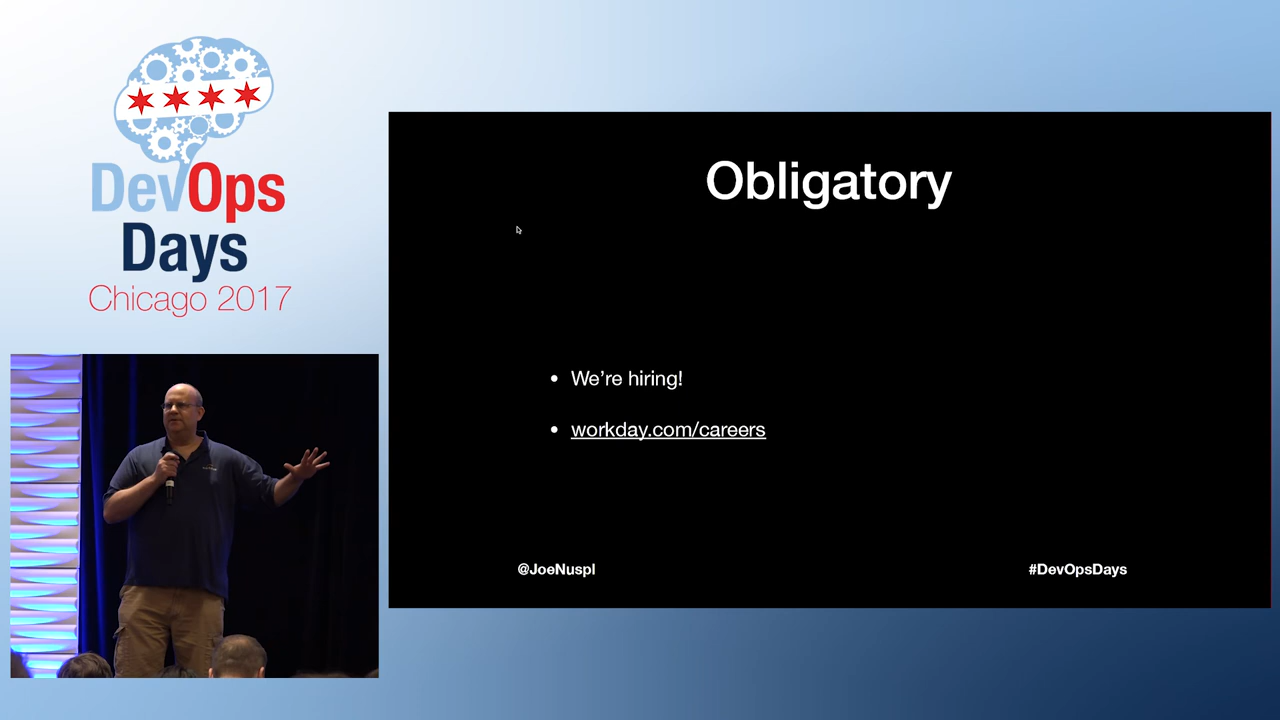 DevOps
Days
Chicago 2017
Obligatory
• We're hiring!
• workday.com/careers
@JoeNuspl
#DevOpsDays